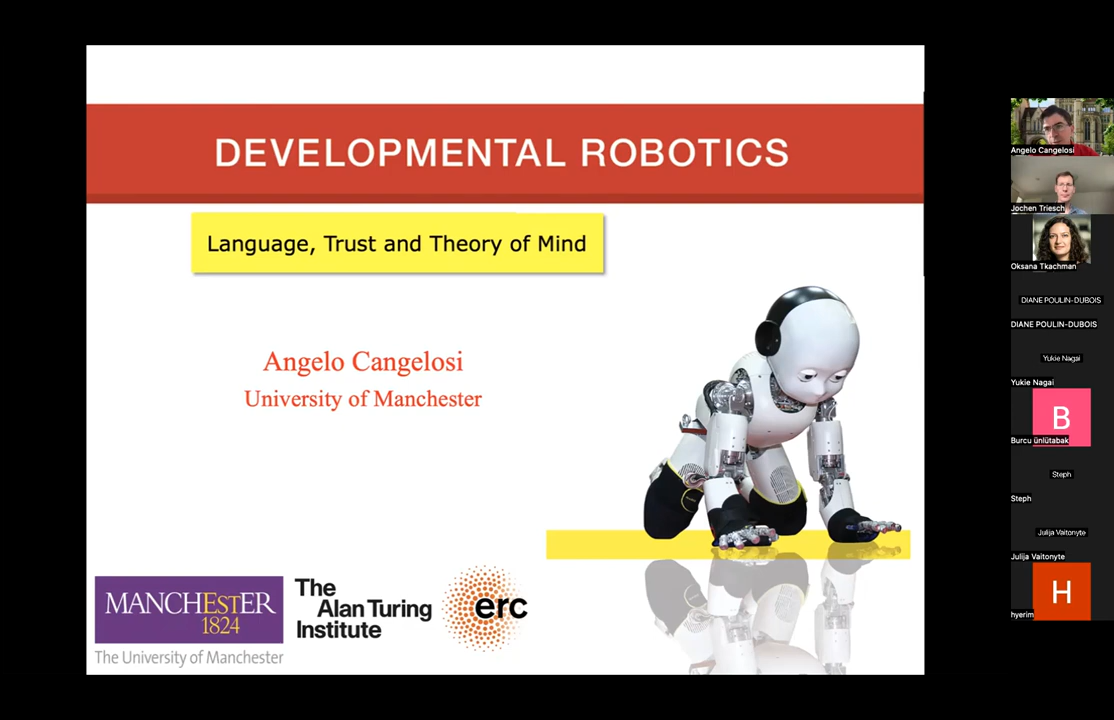 DEVELOPMENTAL ROBOTICS
Language, Trust and Theory of Mind
Angelo Cangelosi
University of Manchester
MANCHESTER
1824
The University of Manchester
The
Alan Turing
Institute
erc
Angelo Cangelosi
Jochen Triesch
Oksana Tkachman
DIANE POULIN-DUBOIS
DIANE POULIN-DUBOIS
Yukie Nagai
Yukie Nagai
B
Burcu ünlütabak
Steph
Steph
Julija Vaitonyte
Julija Vaitonyte
H
hyerim